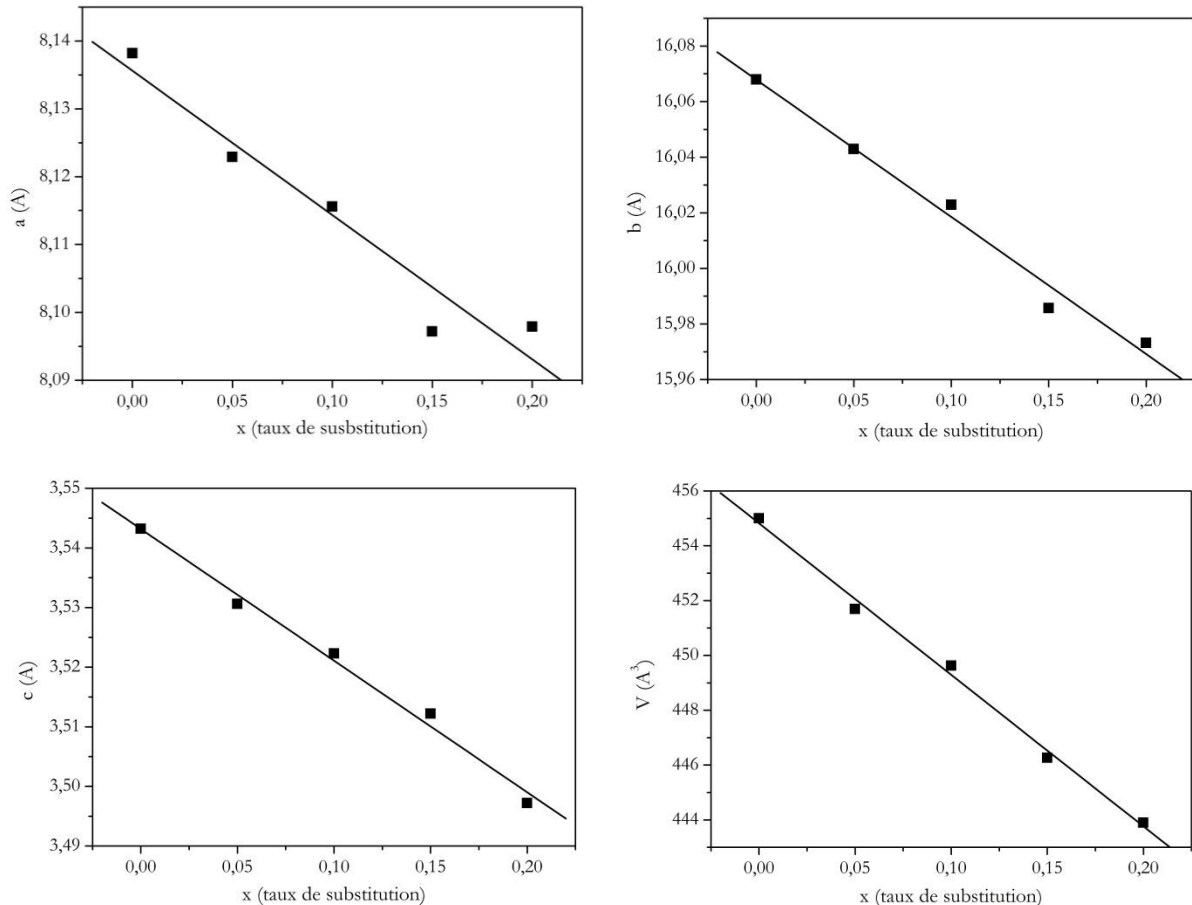 a (A)
8,14
8,13
8,12
8,11
8,10
8,09
0,00 0,05 0,10 0,15 0,20
x (taux de susbstitution)
b (A)
16,08
16,06
16,04
16,02
16,00
15,98
15,96
0,00 0,05 0,10 0,15 0,20
x (taux de substitution)
c (A)
3,55
3,54
3,53
3,52
3,51
3,50
3,49
0,00 0,05 0,10 0,15 0,20
x (taux de substitution)
V (A³)
456
454
452
450
448
446
444
0,00 0,05 0,10 0,15 0,20
x (taux de substitution)